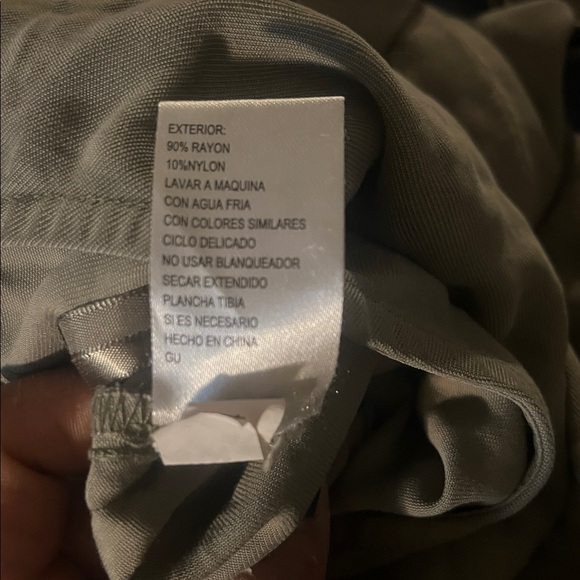 EXTERIOR:
90% RAYON
10%NYLON
LAVAR A MAQUINA
CON AGUA FRIA
CON COLORES SIMILARES
CICLO DELICADO
NO USAR BLANQUEADOR
SECAR EXTENDIDO
PLANCHA TIBIA
SI ES NECESARIO
HECHO EN CHINA
GU